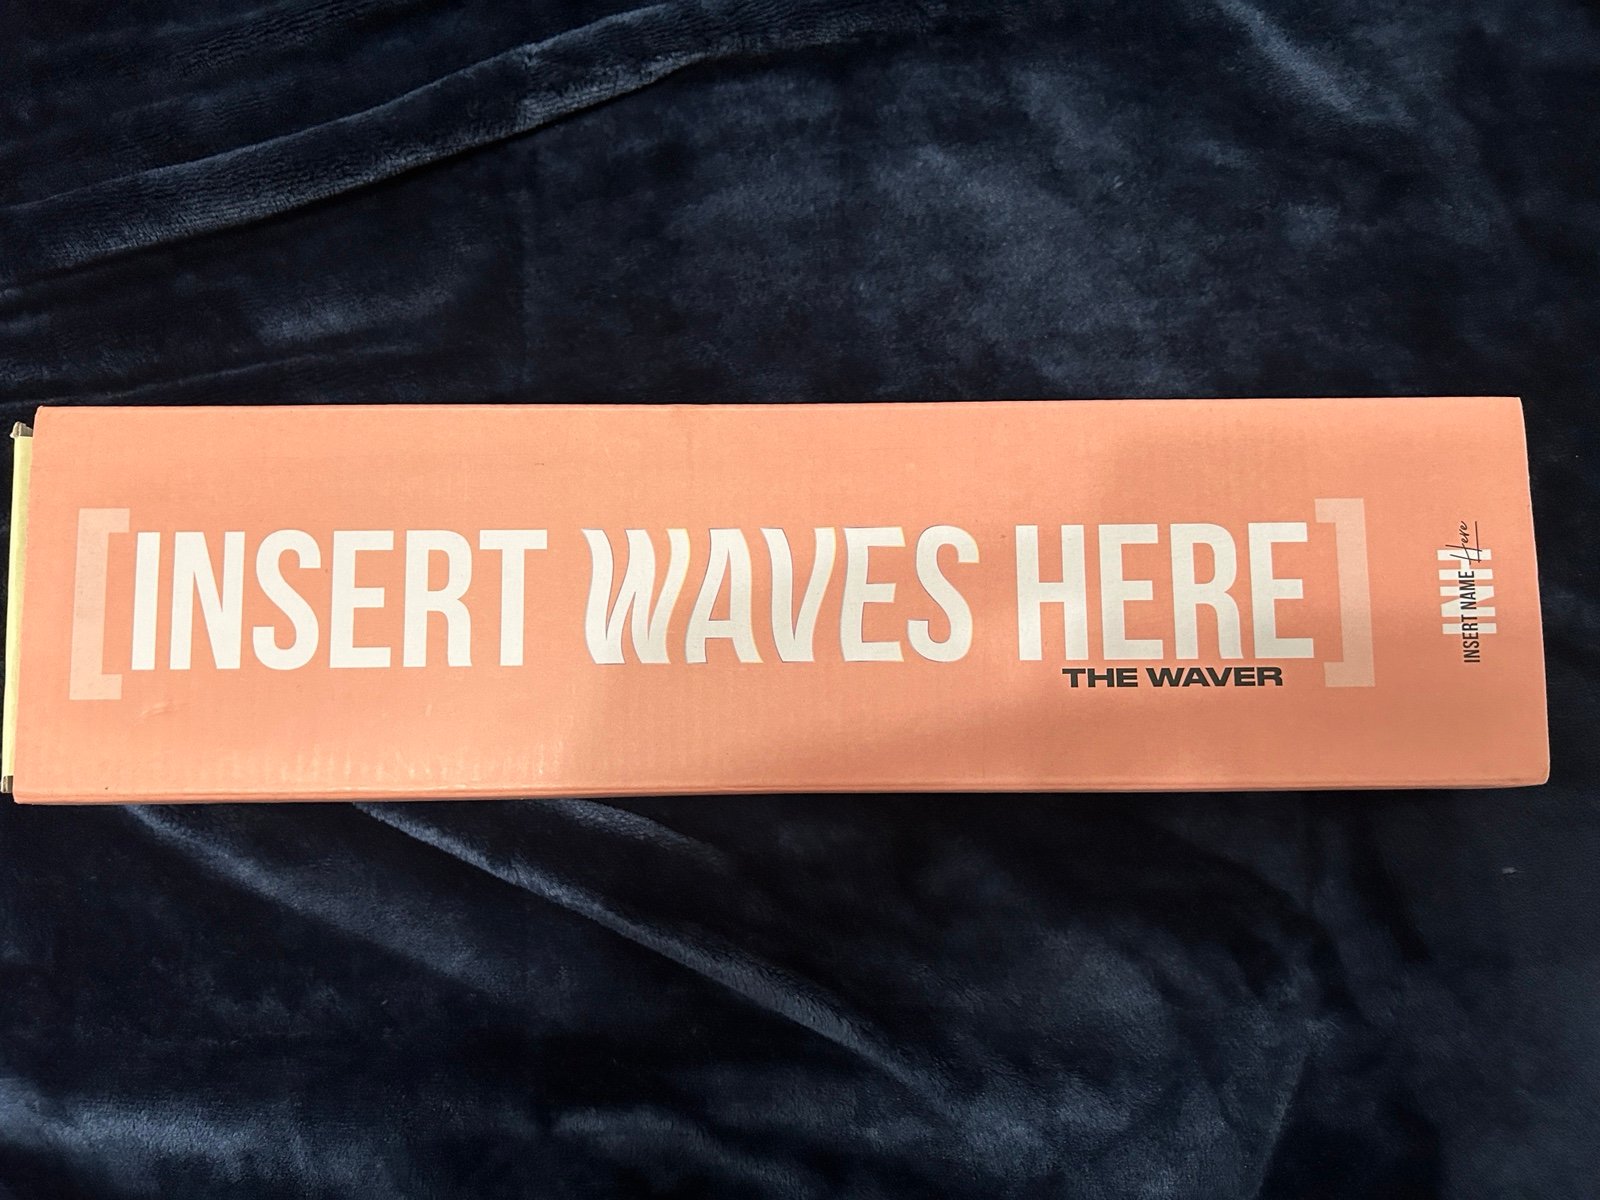 [INSERT WAVES HERE]
THE WAVER
INH
INSERT NAME Here